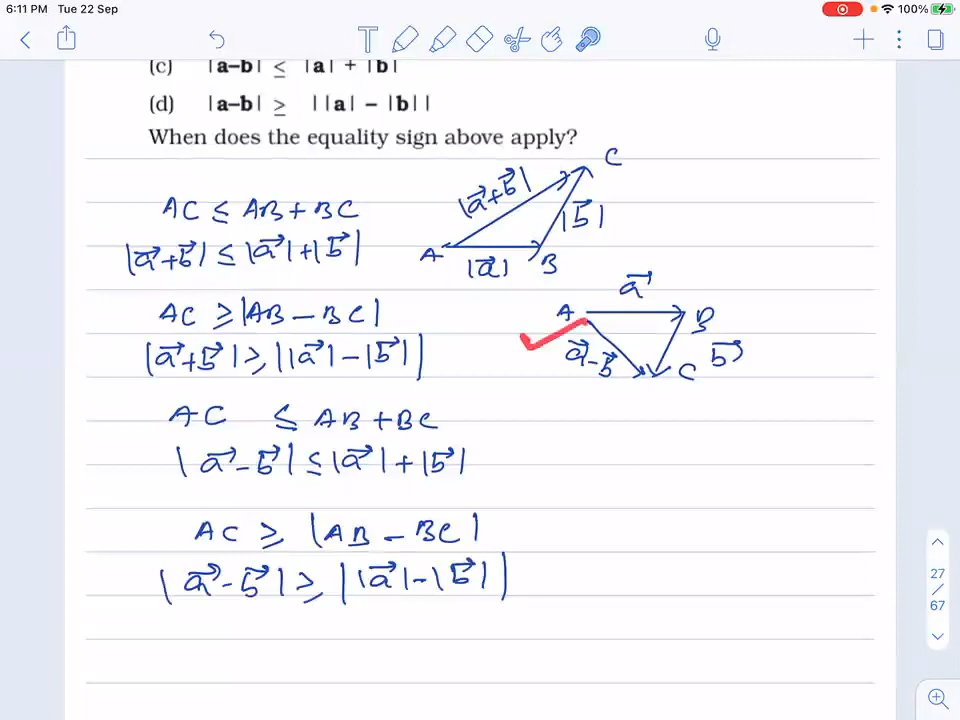 6:11 PM Tue 22 Sep
100%
(c) |a–b| ≤ |a| + |b|
(d) |a–b| ≥ ||a| − |b||
When does the equality sign above apply?
C
|a⃗+b⃗|
|b⃗|
A
|a⃗|
B
AC ≤ AB + BC
|a⃗+b⃗| ≤ |a⃗|+|b⃗|
a⃗
A
B
a⃗-b⃗
C
b⃗
AC ≥ |AB − BC|
|a⃗+b⃗| ≥ ||a⃗|−|b⃗||
AC ≤ AB + BC
|a⃗-b⃗| ≤ |a⃗| + |b⃗|
AC ≥ |AB − BC|
|a⃗-b⃗| ≥ ||a⃗|-|b⃗||
27
/
67